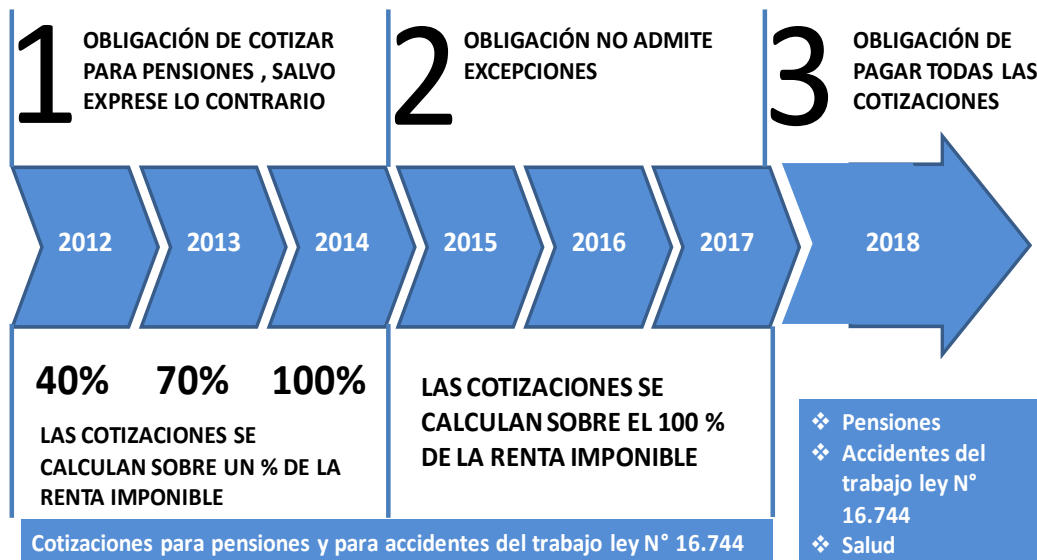 1
OBLIGACIÓN DE COTIZAR
PARA PENSIONES , SALVO
EXPRESE LO CONTRARIO
2
OBLIGACIÓN NO ADMITE
EXCEPCIONES
3
OBLIGACIÓN DE
PAGAR TODAS LAS
COTIZACIONES
2012 2013 2014 2015 2016 2017 2018
40% 70% 100%
LAS COTIZACIONES SE
CALCULAN SOBRE UN % DE LA
RENTA IMPONIBLE
LAS COTIZACIONES SE
CALCULAN SOBRE EL 100 %
DE LA RENTA IMPONIBLE
Cotizaciones para pensiones y para accidentes del trabajo ley N° 16.744
❖ Pensiones
❖ Accidentes del
trabajo ley N°
16.744
❖ Salud